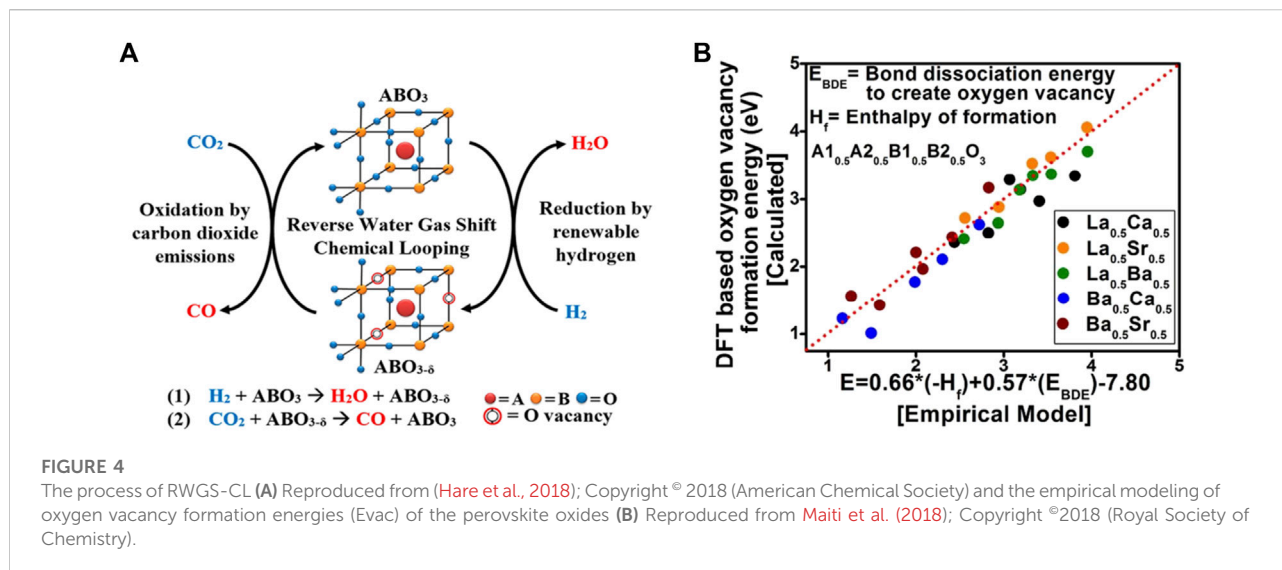 A
ABO₃
CO₂
H₂O
Oxidation by
carbon dioxide
emissions
Reverse Water Gas Shift
Chemical Looping
Reduction by
renewable
hydrogen
CO
H₂
ABO₃₋δ
(1) H₂ + ABO₃ → H₂O + ABO₃₋δ
(2) CO₂ + ABO₃₋δ → CO + ABO₃
=A =B =O
= O vacancy
B
DFT based oxygen vacancy
formation energy (eV)
[Calculated]
5
4
3
2
1
E_BDE= Bond dissociation energy
to create oxygen vacancy
H_f= Enthalpy of formation
A1₀.₅A2₀.₅B1₀.₅B2₀.₅O₃
La₀.₅Ca₀.₅
La₀.₅Sr₀.₅
La₀.₅Ba₀.₅
Ba₀.₅Ca₀.₅
Ba₀.₅Sr₀.₅
1 2 3 4 5
E=0.66*(-H_f)+0.57*(E_BDE)-7.80
[Empirical Model]
FIGURE 4
The process of RWGS-CL (A) Reproduced from (Hare et al., 2018); Copyright © 2018 (American Chemical Society) and the empirical modeling of
oxygen vacancy formation energies (Evac) of the perovskite oxides (B) Reproduced from Maiti et al. (2018); Copyright ©2018 (Royal Society of
Chemistry).